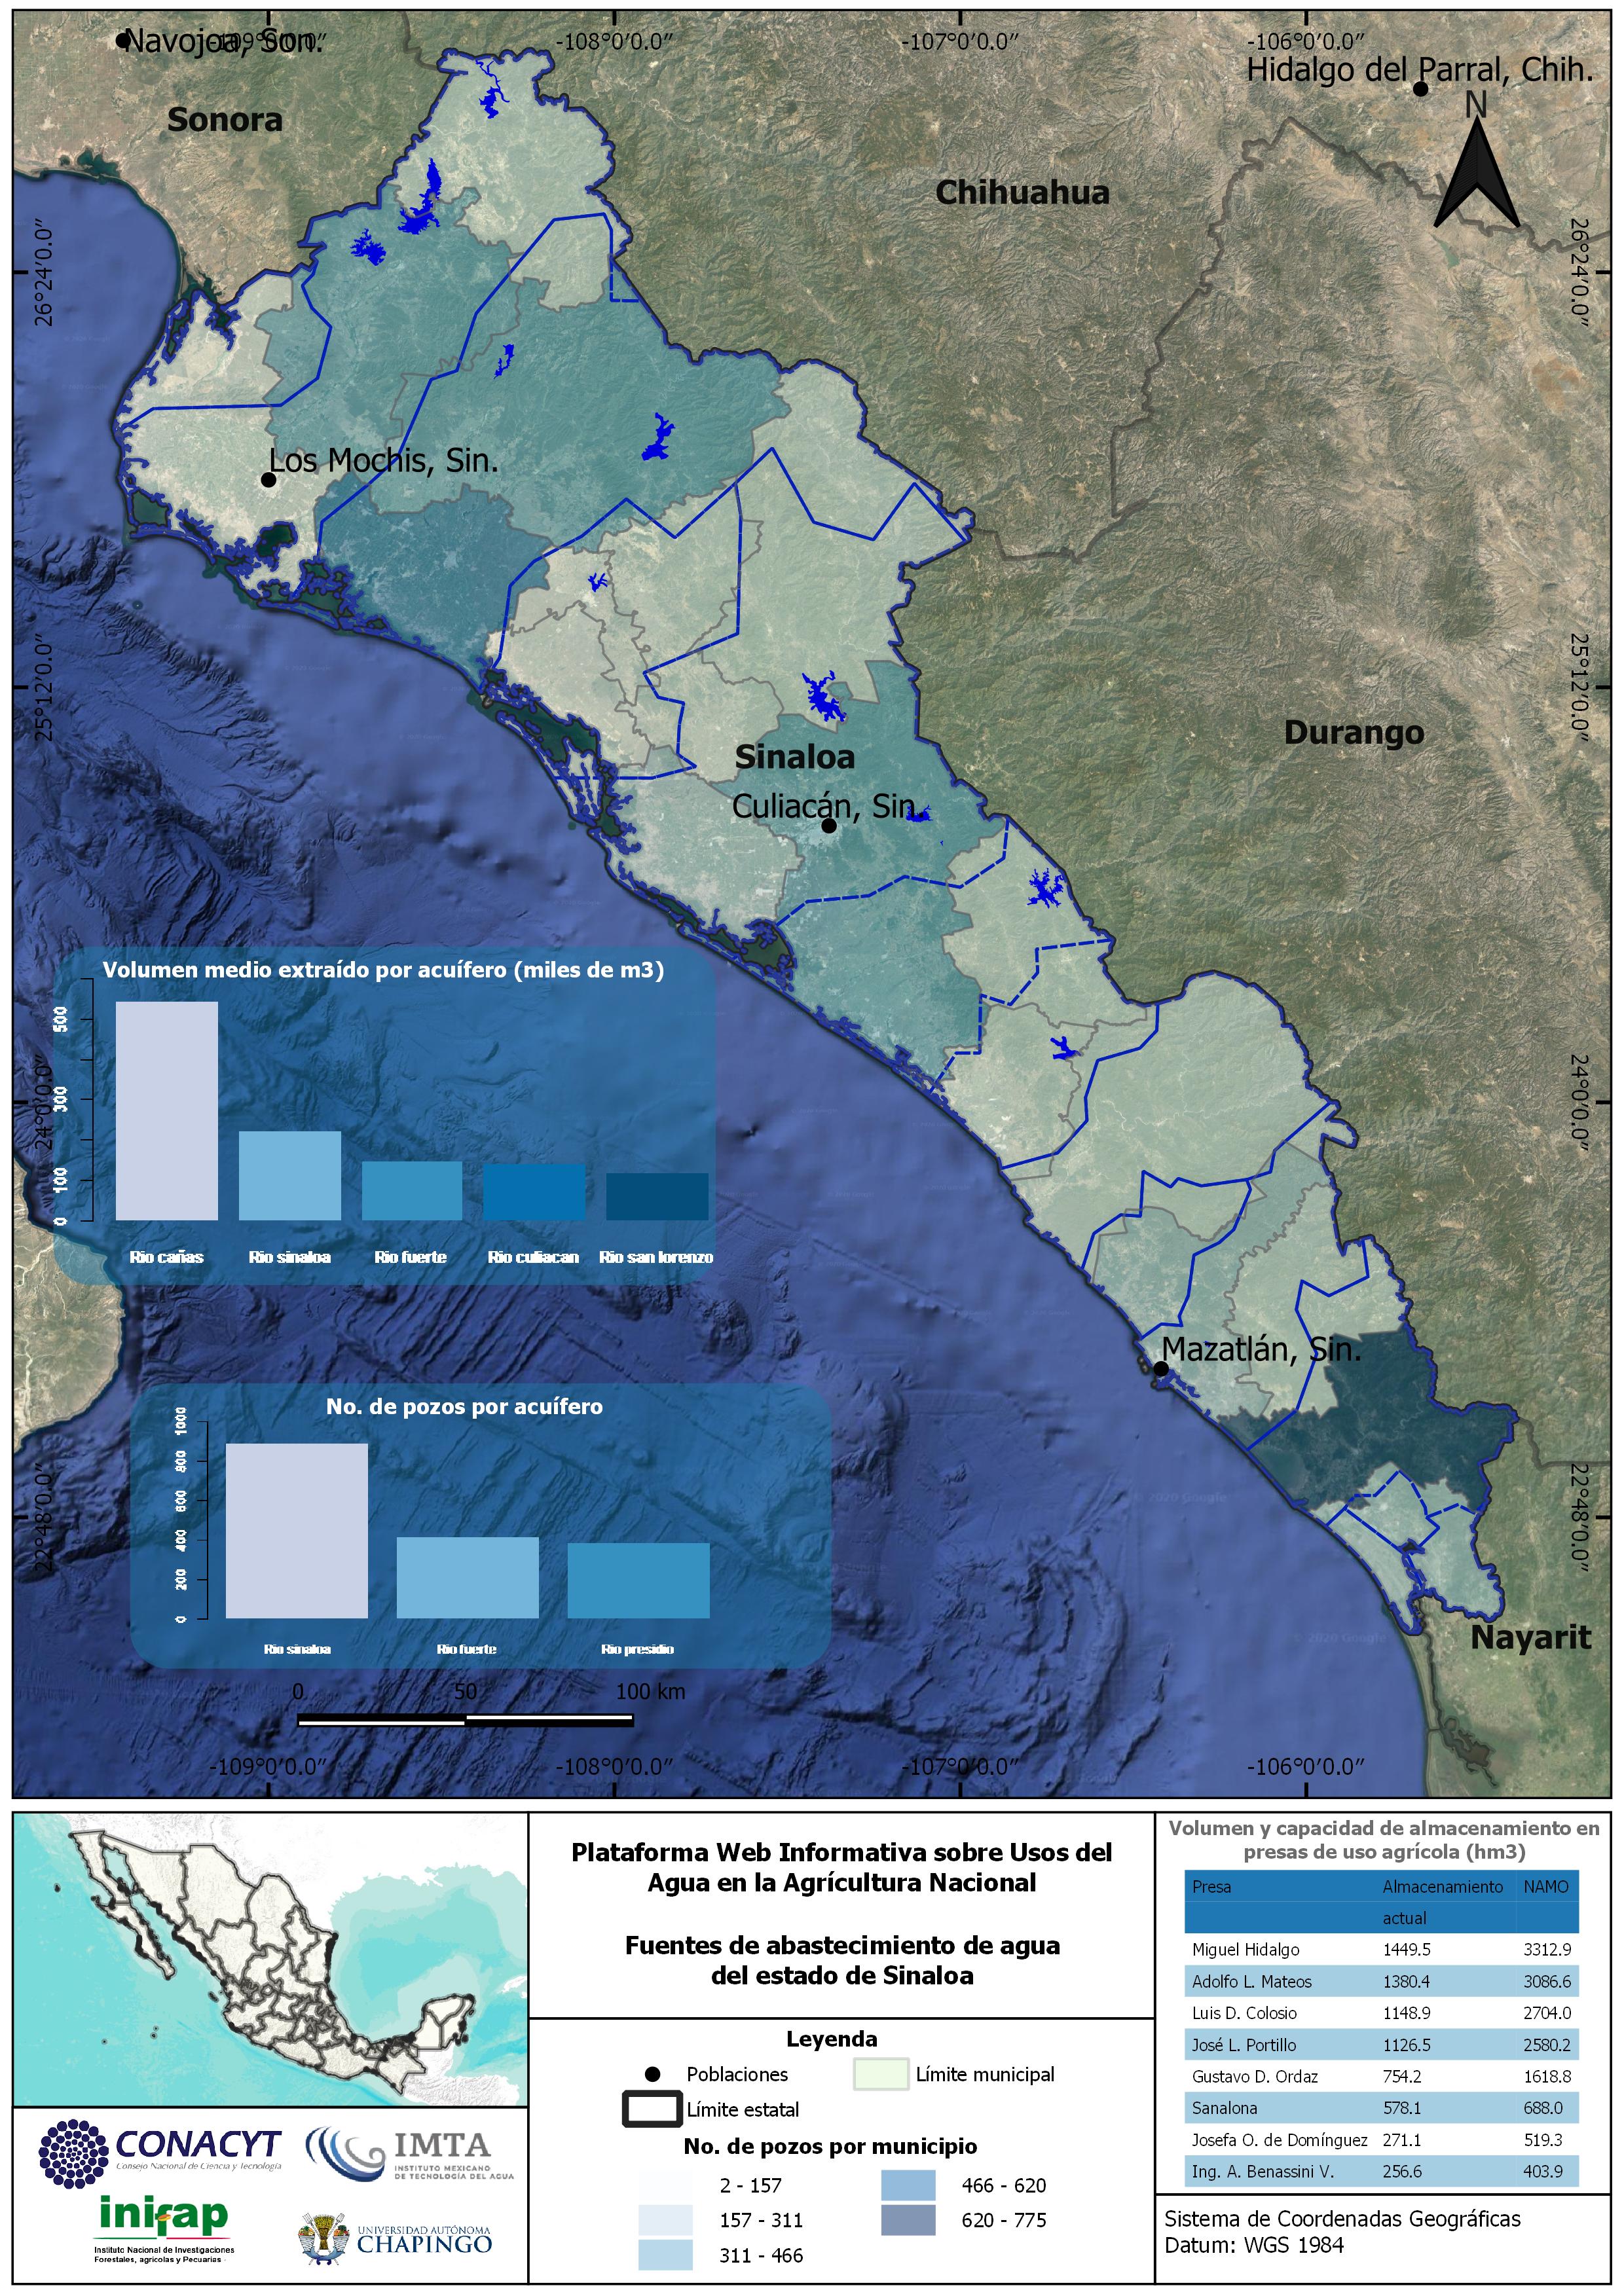 Navojoa, Son.
-109°0′0.0″
-108°0′0.0″
-107°0′0.0″
-106°0′0.0″
Hidalgo del Parral, Chih.
N
Sonora
Chihuahua
26°24′0.0″
26°24′0.0″
Los Mochis, Sin.
25°12′0.0″
25°12′0.0″
Durango
Sinaloa
Culiacán, Sin.
24°0′0.0″
24°0′0.0″
Volumen medio extraído por acuífero (miles de m3)
500
300
100
0
Rio cañas
Rio sinaloa
Rio fuerte
Rio culiacan
Rio san lorenzo
Mazatlán, Sin.
No. de pozos por acuífero
1000
800
600
400
200
0
Rio sinaloa
Rio fuerte
Rio presidio
22°48′0.0″
22°48′0.0″
© 2020 Google
© 2020 Google
Nayarit
0 50 100 km
-109°0′0.0″
-108°0′0.0″
-107°0′0.0″
-106°0′0.0″
Plataforma Web Informativa sobre Usos del
Agua en la Agrícultura Nacional
Fuentes de abastecimiento de agua
del estado de Sinaloa
Leyenda
Poblaciones
Límite municipal
Límite estatal
No. de pozos por municipio
2 - 157
466 - 620
157 - 311
620 - 775
311 - 466
Volumen y capacidad de almacenamiento en
presas de uso agrícola (hm3)
Presa Almacenamiento NAMO
actual
Miguel Hidalgo 1449.5 3312.9
Adolfo L. Mateos 1380.4 3086.6
Luis D. Colosio 1148.9 2704.0
José L. Portillo 1126.5 2580.2
Gustavo D. Ordaz 754.2 1618.8
Sanalona 578.1 688.0
Josefa O. de Domínguez 271.1 519.3
Ing. A. Benassini V. 256.6 403.9
Sistema de Coordenadas Geográficas
Datum: WGS 1984
CONACYT
Consejo Nacional de Ciencia y Tecnología
IMTA
INSTITUTO MEXICANO
DE TECNOLOGÍA DEL AGUA
inifap
Instituto Nacional de Investigaciones
Forestales, agrícolas y Pecuarias
UNIVERSIDAD AUTÓNOMA
CHAPINGO